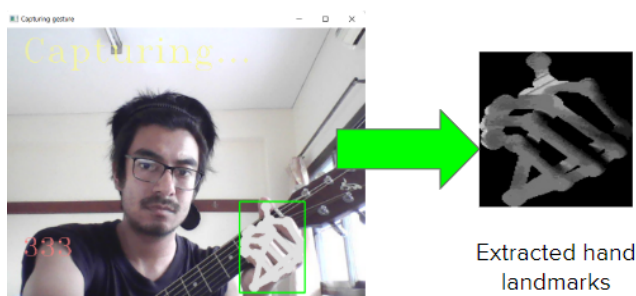 Capturing gesture
Capturing...
333
Extracted hand
landmarks